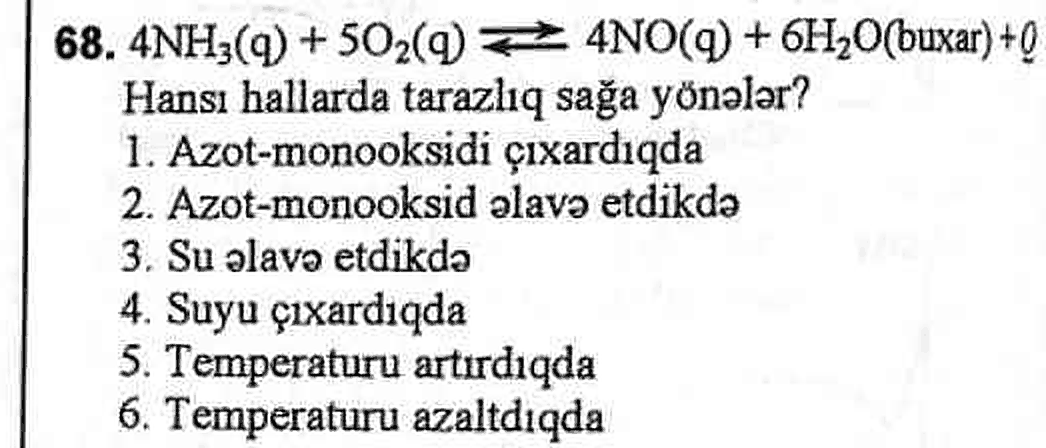 68. 4NH₃(q) + 5O₂(q) ⇄ 4NO(q) + 6H₂O(buxar) + Q
Hansı hallarda tarazlıq sağa yönələr?
1. Azot-monooksidi çıxardıqda
2. Azot-monooksid əlavə etdikdə
3. Su əlavə etdikdə
4. Suyu çıxardıqda
5. Temperaturu artırdıqda
6. Temperaturu azaltdıqda